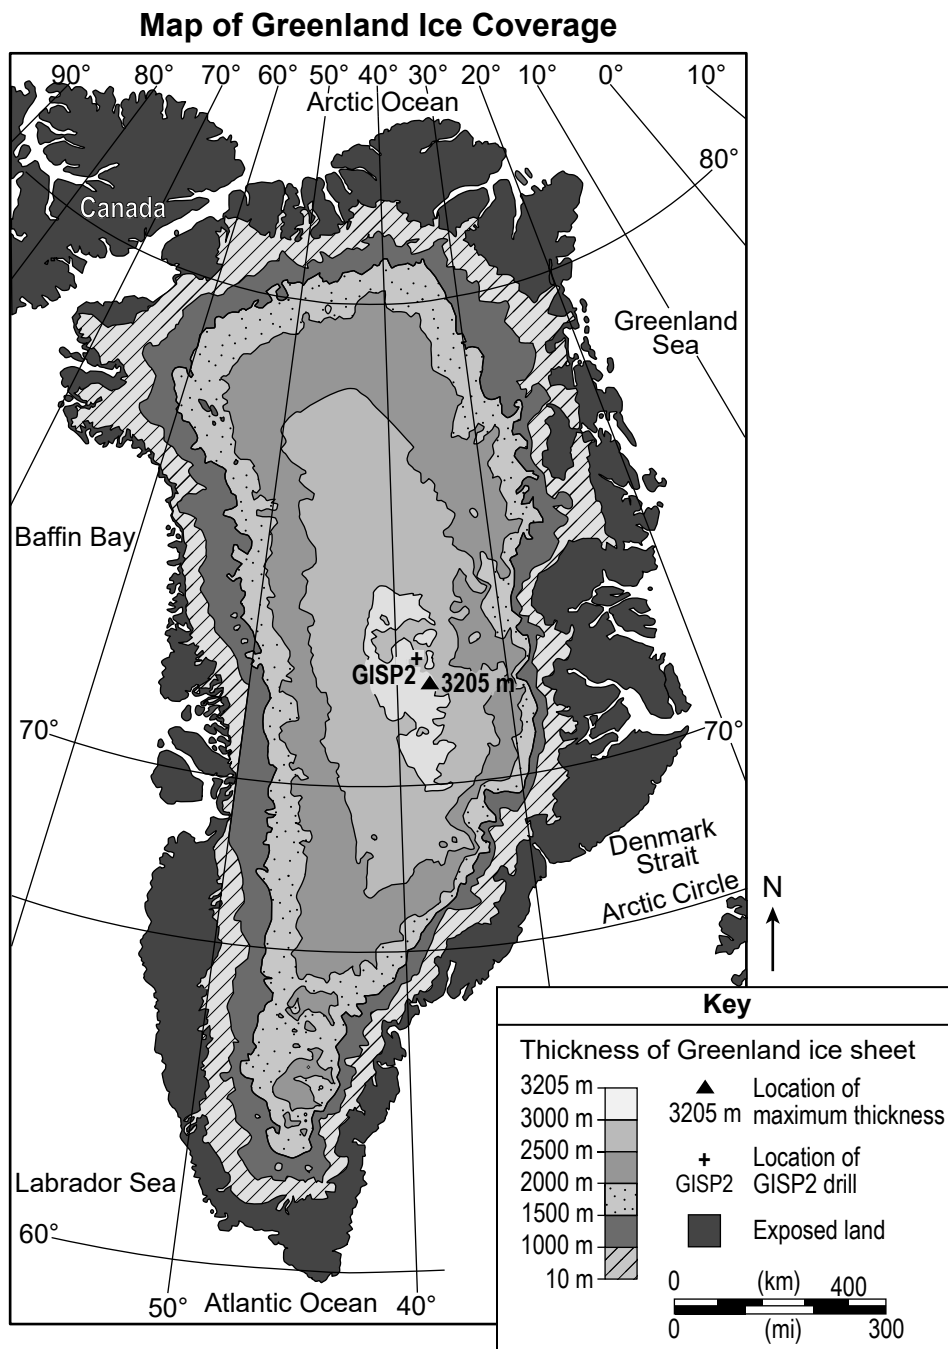 Map of Greenland Ice Coverage
90° 80° 70° 60° 50° 40° 30° 20° 10° 0° 10°
Arctic Ocean
80°
Canada
Greenland
Sea
Baffin Bay
GISP2
3205 m
70°
70°
Denmark
Strait
Arctic Circle
N
Labrador Sea
60°
50°
Atlantic Ocean
40°
Key
Thickness of Greenland ice sheet
3205 m
3000 m
2500 m
2000 m
1500 m
1000 m
10 m
3205 m
Location of
maximum thickness
GISP2
Location of
GISP2 drill
Exposed land
0 (km) 400
0 (mi) 300